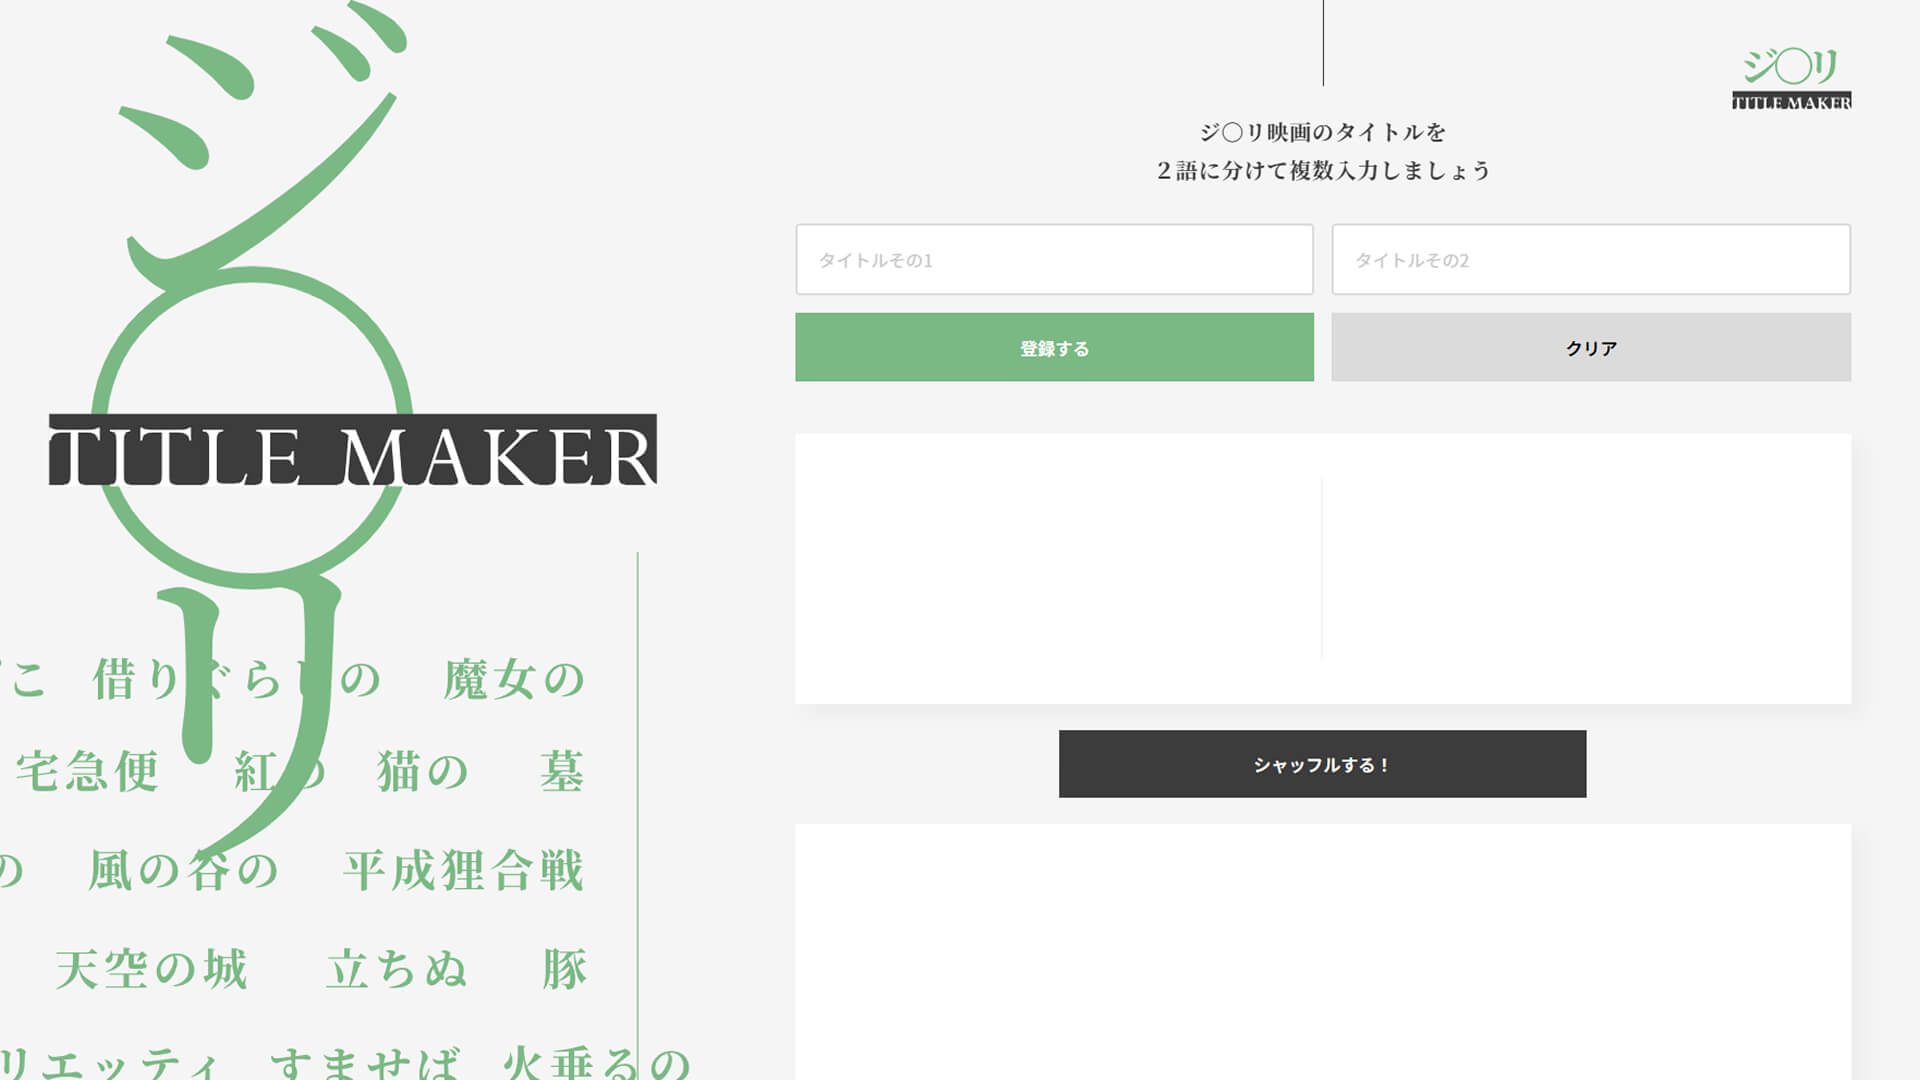 ジ〇リ
TITLE MAKER
こ 借りぐらしの 魔女の
宅急便 紅の 猫の 墓
の 風の谷の 平成狸合戦
天空の城 立ちぬ 豚
リエッティ すませば 火垂るの
ジ〇リ
TITLE MAKER
ジ〇リ映画のタイトルを
２語に分けて複数入力しましょう
タイトルその1 タイトルその2
登録する クリア
シャッフルする！